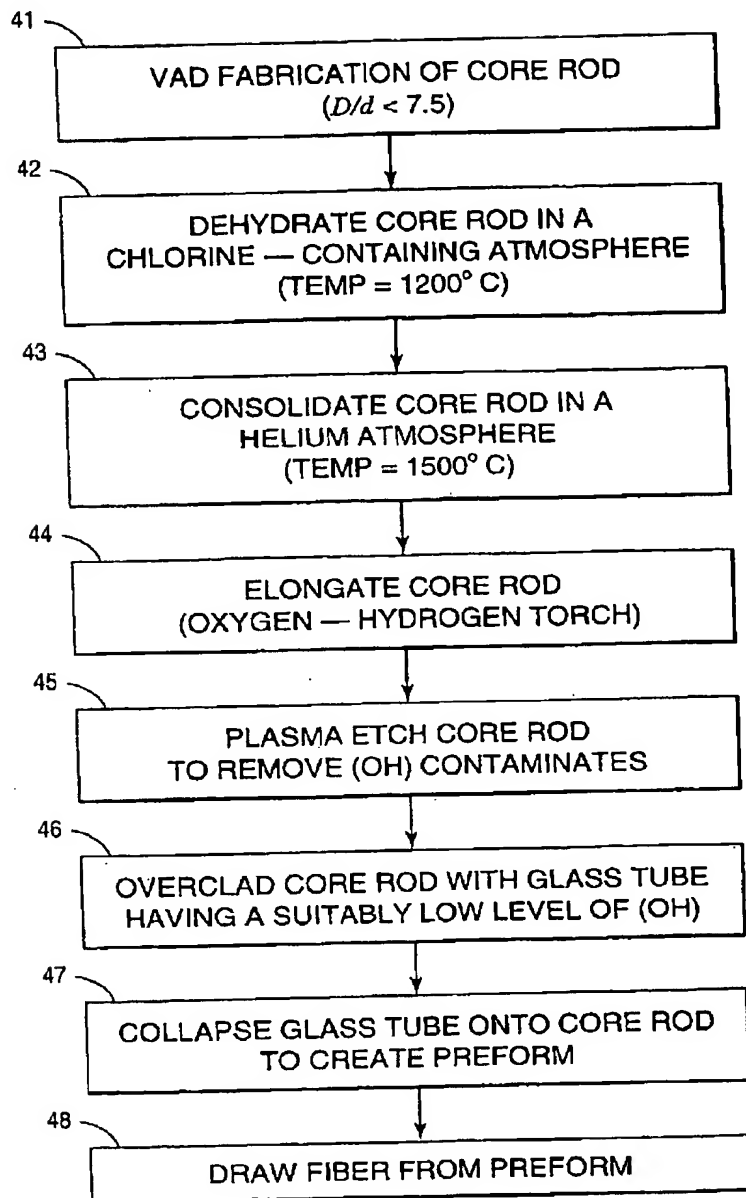 41
VAD FABRICATION OF CORE ROD
(D/d < 7.5)
42
DEHYDRATE CORE ROD IN A
CHLORINE — CONTAINING ATMOSPHERE
(TEMP = 1200° C)
43
CONSOLIDATE CORE ROD IN A
HELIUM ATMOSPHERE
(TEMP = 1500° C)
44
ELONGATE CORE ROD
(OXYGEN — HYDROGEN TORCH)
45
PLASMA ETCH CORE ROD
TO REMOVE (OH) CONTAMINATES
46
OVERCLAD CORE ROD WITH GLASS TUBE
HAVING A SUITABLY LOW LEVEL OF (OH)
47
COLLAPSE GLASS TUBE ONTO CORE ROD
TO CREATE PREFORM
48
DRAW FIBER FROM PREFORM